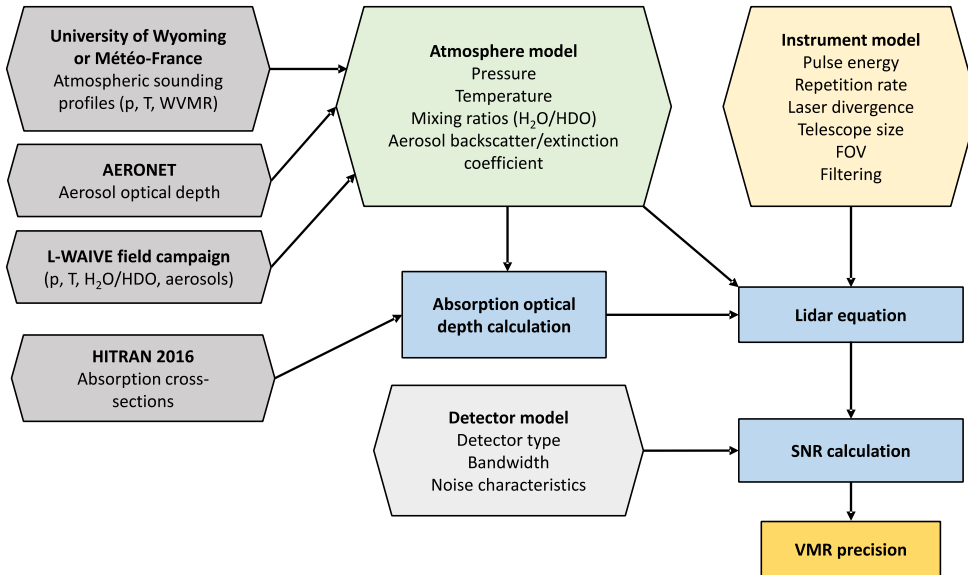 University of Wyoming
or Météo-France
Atmospheric sounding
profiles (p, T, WVMR)
AERONET
Aerosol optical depth
L-WAIVE field campaign
(p, T, H₂O/HDO, aerosols)
HITRAN 2016
Absorption cross-
sections
Atmosphere model
Pressure
Temperature
Mixing ratios (H₂O/HDO)
Aerosol backscatter/extinction
coefficient
Absorption optical
depth calculation
Detector model
Detector type
Bandwidth
Noise characteristics
Instrument model
Pulse energy
Repetition rate
Laser divergence
Telescope size
FOV
Filtering
Lidar equation
SNR calculation
VMR precision